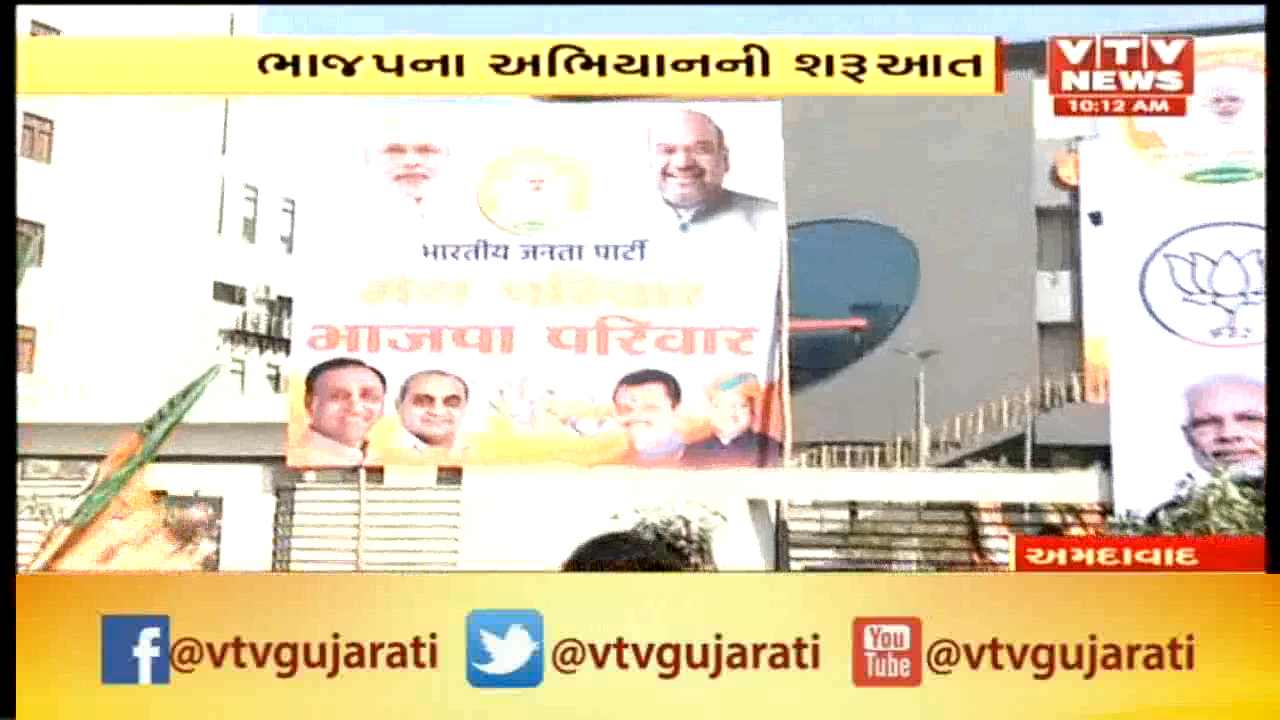 ભાજપના અભિયાનની શરૂઆત
VTV
NEWS
10:12 AM
भारतीय जनता पार्टी
मेरा परिवार
भाजपा परिवार
અમદાવાદ
f @vtvgujarati
@vtvgujarati
You
Tube @vtvgujarati